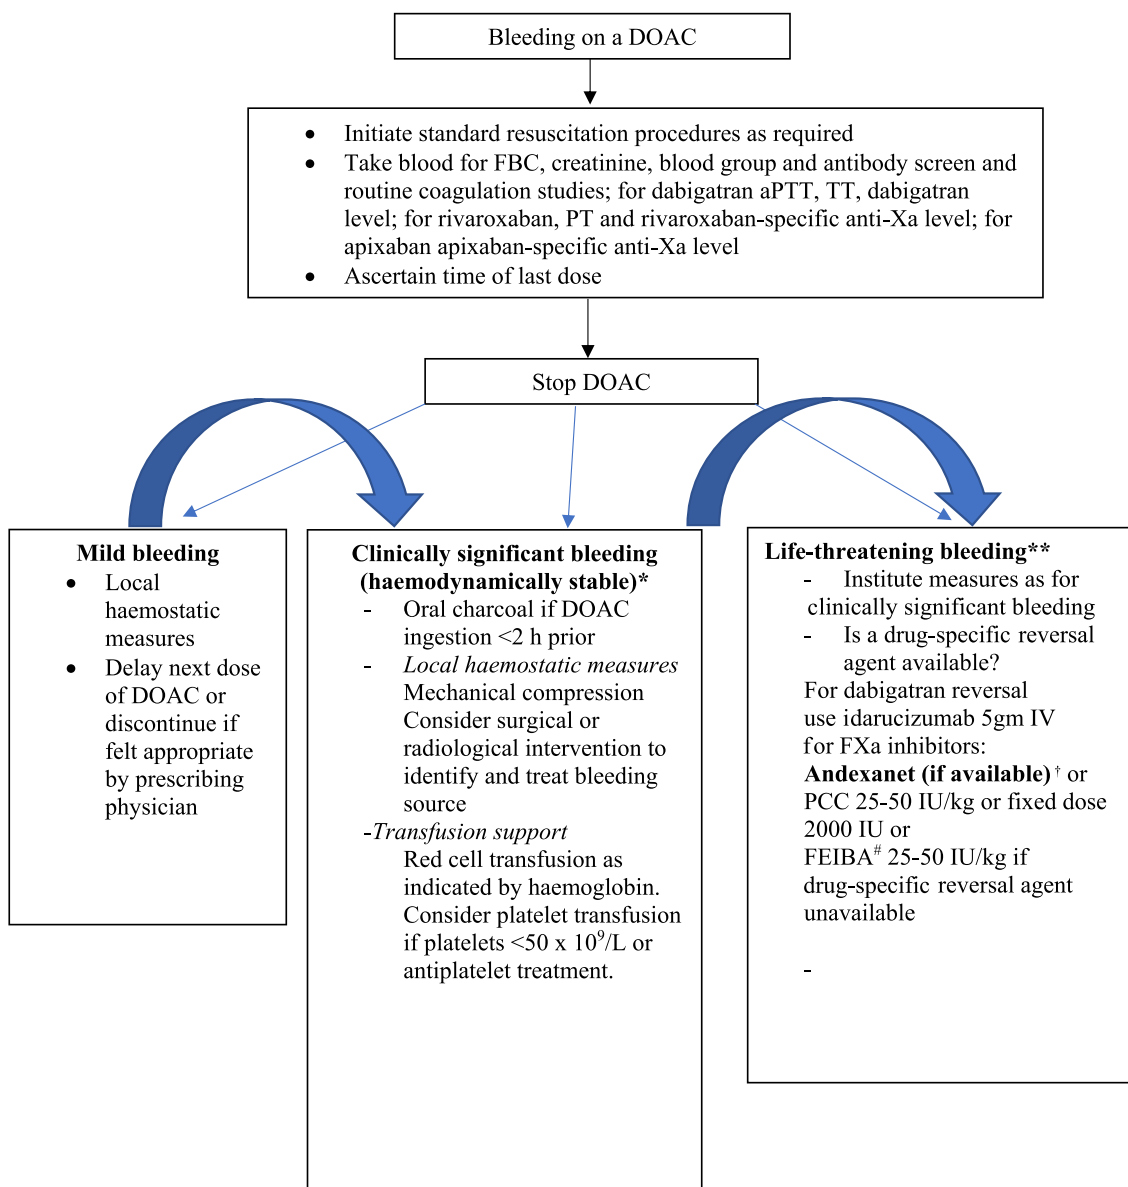 Bleeding on a DOAC
• Initiate standard resuscitation procedures as required
• Take blood for FBC, creinine, blood group and antibody screen and
routine coagulation studies; for dabigatran aPTT, TT, dabigatran
level; for rivaroxaban, PT and rivaroxaban-specific anti-Xa level; for
apixaban apixaban-specific anti-Xa level
• Ascertain time of last dose
Stop DOAC
Mild bleeding
• Local
haemostatic
measures
• Delay next dose
of DOAC or
discontinue if
felt appropriate
by prescribing
physician
Clinically significant bleeding
(haemodynamically stable)*
- Oral charcoal if DOAC
ingestion <2 h prior
- Local haemostatic measures
Mechanical compression
Consider surgical or
radiological intervention to
identify and treat bleeding
source
-Transfusion support
Red cell transfusion as
indicated by haemoglobin.
Consider platelet transfusion
if platelets <50 x 10⁹/L or
antiplatelet treatment.
Life-threatening bleeding**
- Institute measures as for
clinically significant bleeding
- Is a drug-specific reversal
agent available?
For dabigatran reversal
use idarucizumab 5gm IV
for FXa inhibitors:
Andexanet (if available) † or
PCC 25-50 IU/kg or fixed dose
2000 IU or
FEIBA# 25-50 IU/kg if
drug-specific reversal agent
unavailable
-